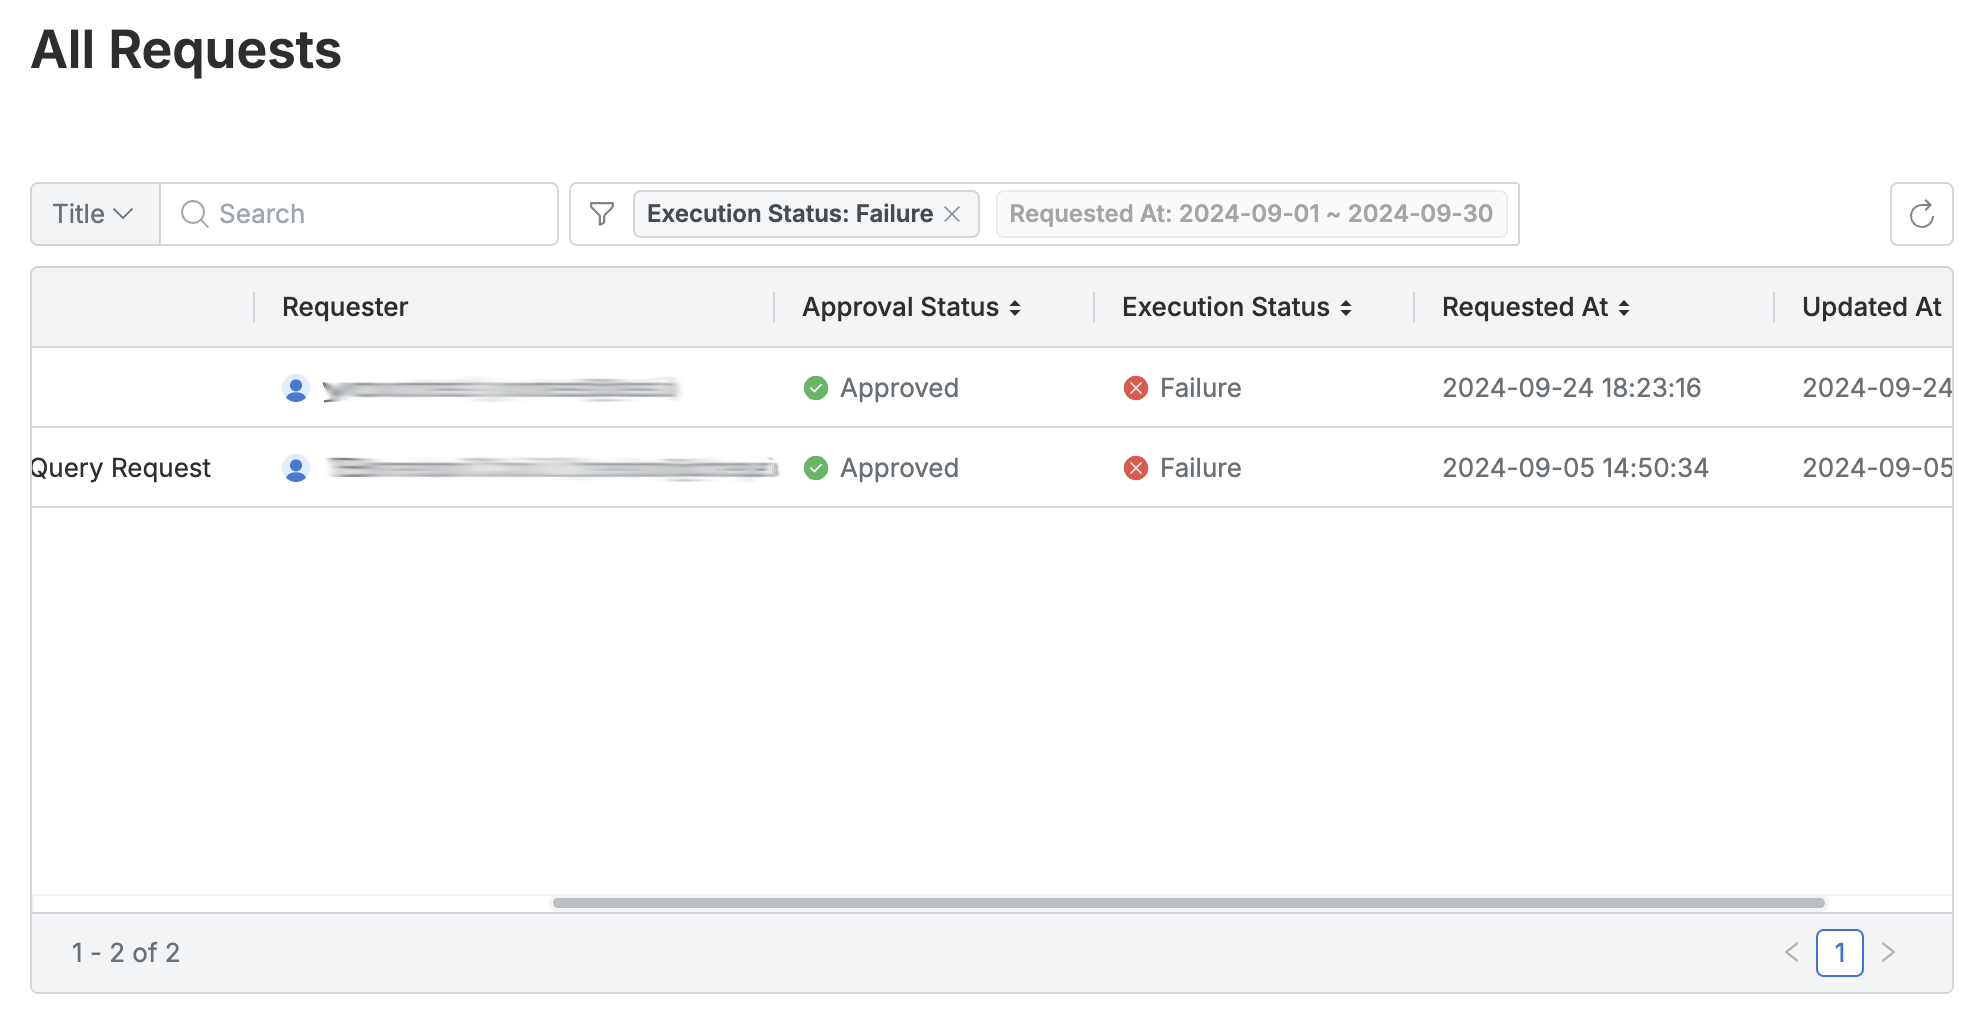 All Requests
Title Search Execution Status: Failure Requested At: 2024-09-01 ~ 2024-09-30
Requester Approval Status Execution Status Requested At Updated At
Approved Failure 2024-09-24 18:23:16 2024-09-24
Query Request Approved Failure 2024-09-05 14:50:34 2024-09-05
1 - 2 of 2 1